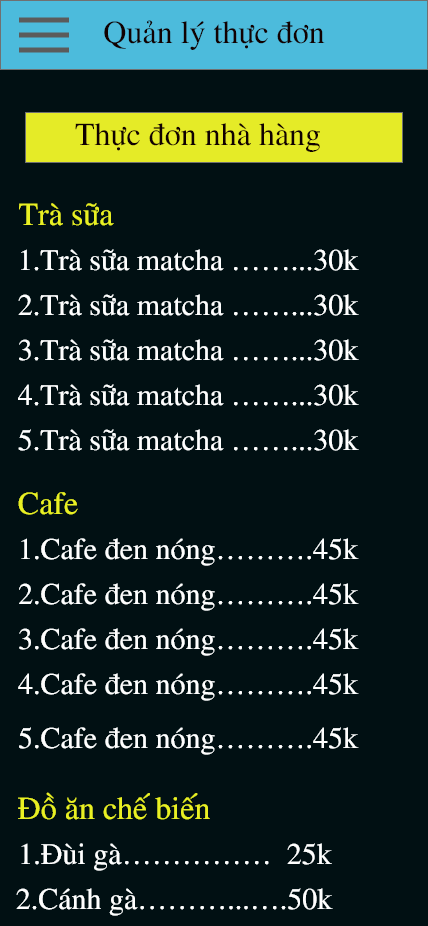 Quản lý thực đơn
Thực đơn nhà hàng
Trà sữa
1.Trà sữa matcha ……...30k
2.Trà sữa matcha ……...30k
3.Trà sữa matcha ……...30k
4.Trà sữa matcha ……...30k
5.Trà sữa matcha ……...30k
Cafe
1.Cafe đen nóng……….45k
2.Cafe đen nóng……….45k
3.Cafe đen nóng……….45k
4.Cafe đen nóng……….45k
5.Cafe đen nóng……….45k
Đồ ăn chế biến
1.Đùi gà…………… 25k
2.Cánh gà………...….50k